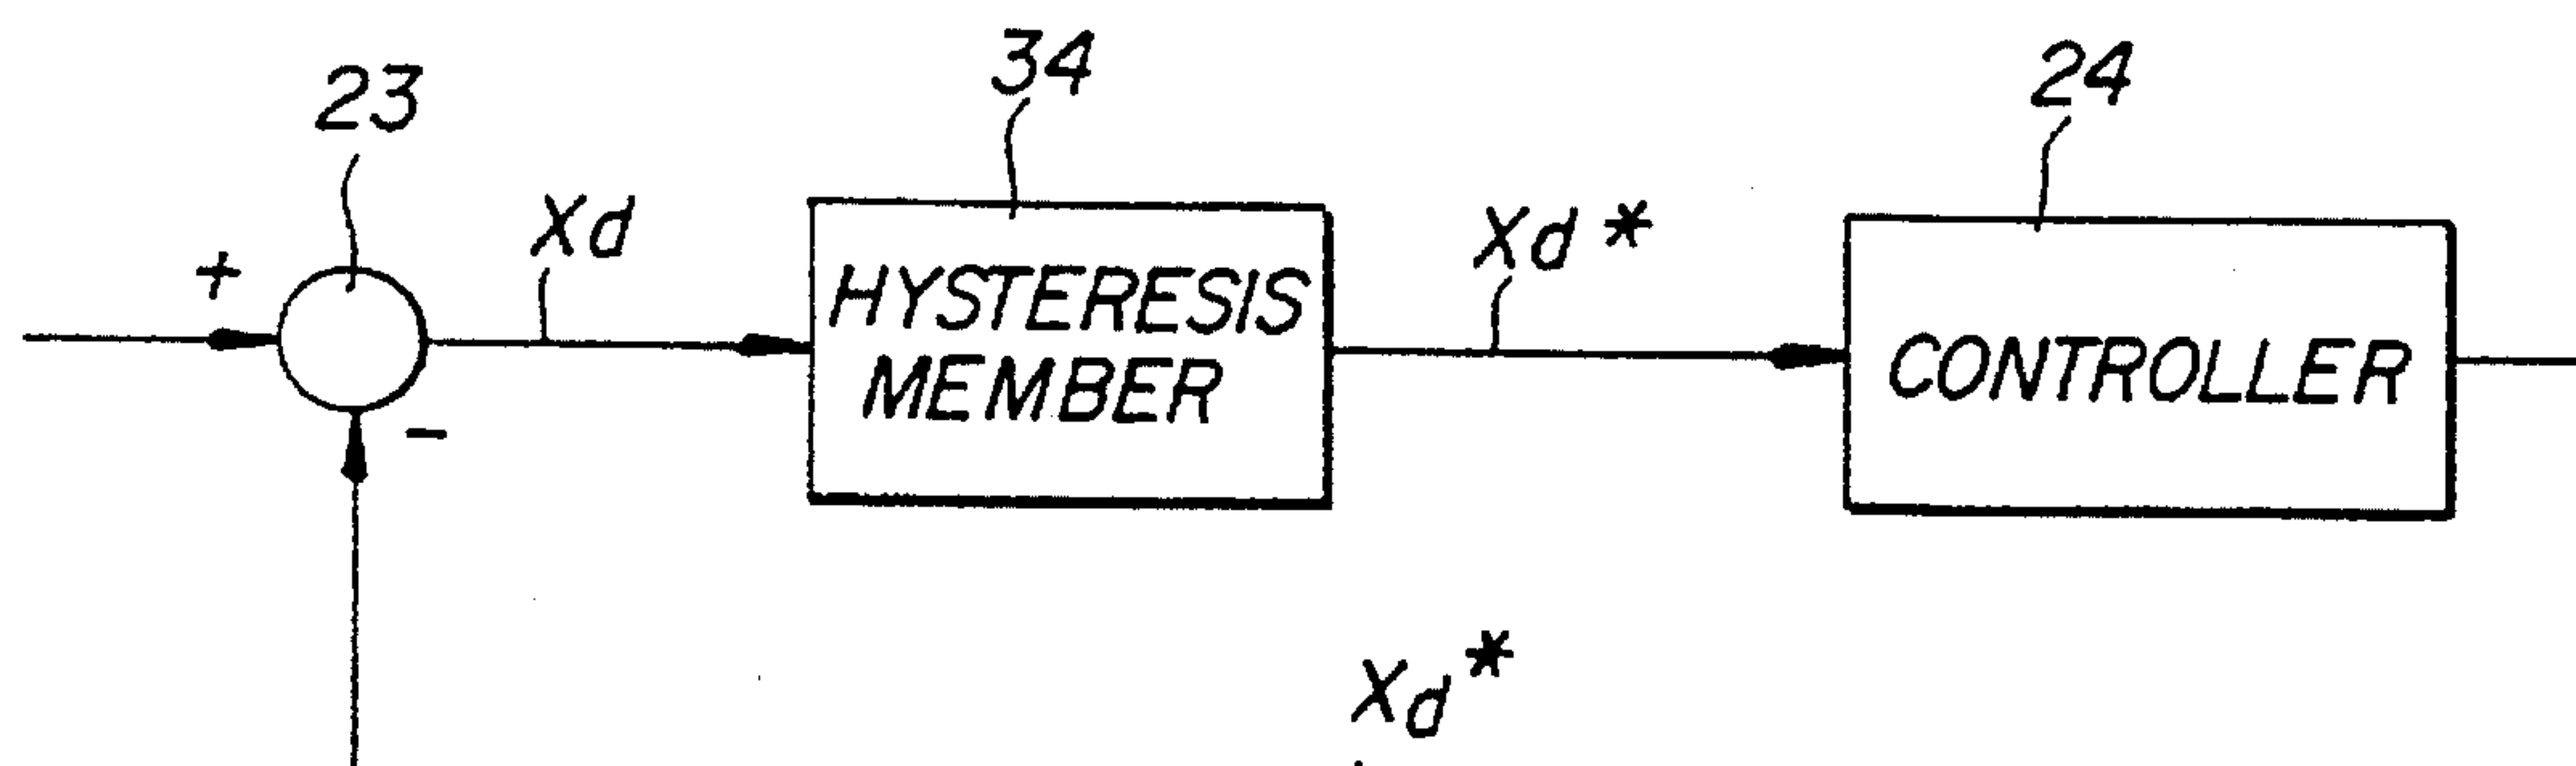 34
24
23
Xd
Xd *
+
HYSTERESIS
MEMBER
CONTROLLER
-
Xd*